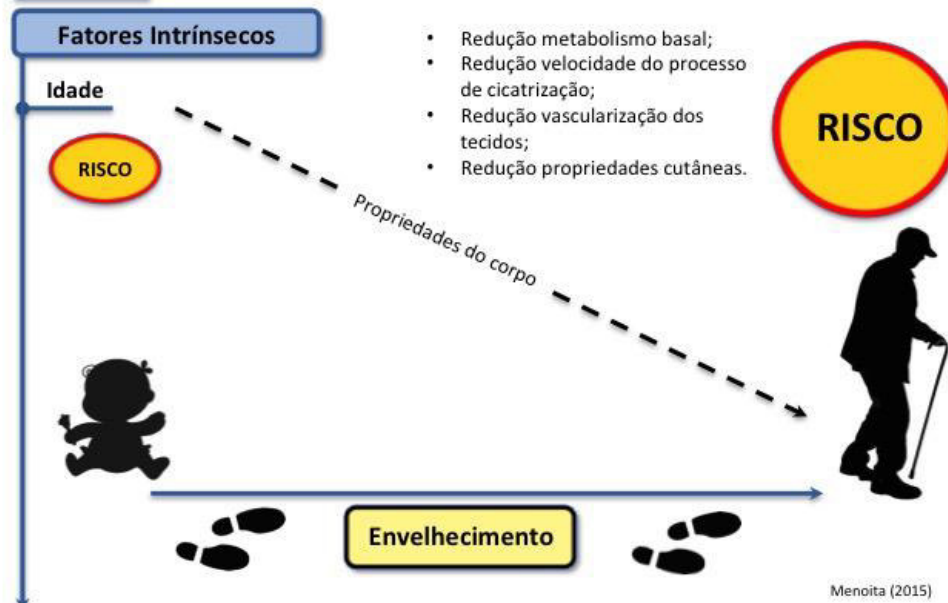 Fatores Intrínsecos
Idade
RISCO
• Redução metabolismo basal;
• Redução velocidade do processo
de cicatrização;
• Redução vascularização dos
tecidos;
• Redução propriedades cutâneas.
RISCO
Propriedades do corpo
Envelhecimento
Menoita (2015)